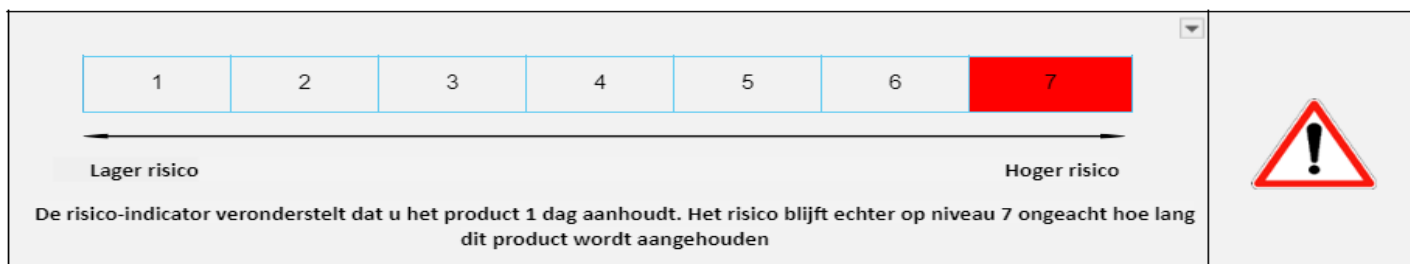 1 2 3 4 5 6 7
Lager risico Hoger risico
De risico-indicator veronderstelt dat u het product 1 dag aanhoudt. Het risico blijft echter op niveau 7 ongeacht hoe lang
dit product wordt aangehouden